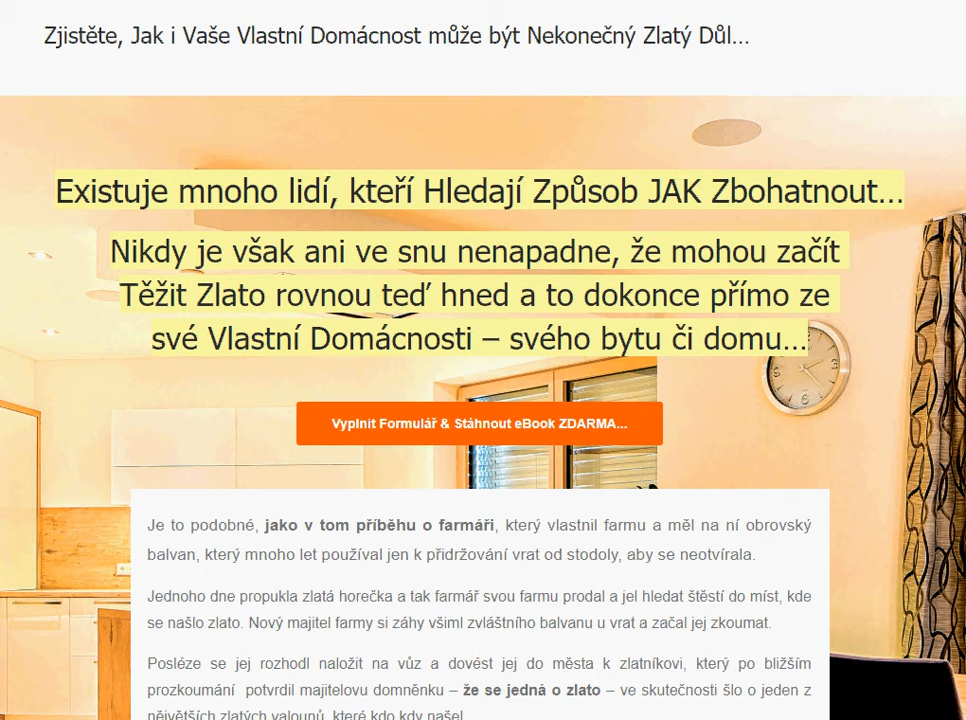 Zjistěte, Jak i Vaše Vlastní Domácnost může být Nekonečný Zlatý Důl...
Existuje mnoho lidí, kteří Hledají Způsob JAK Zbohatnout...
Nikdy je však ani ve snu nenapadne, že mohou začít
Těžit Zlato rovnou teď hned a to dokonce přímo ze
své Vlastní Domácnosti – svého bytu či domu...
Vyplnit Formulář & Stáhnout eBook ZDARMA...
Je to podobné, jako v tom příběhu o farmáři, který vlastnil farmu a měl na ní obrovský
balvan, který mnoho let používal jen k přidržování vrat od stodoly, aby se neotvírala.
Jednoho dne propukla zlatá horečka a tak farmář svou farmu prodal a jel hledat štěstí do míst, kde
se našlo zlato. Nový majitel farmy si záhy všiml zvláštního balvanu u vrat a začal jej zkoumat.
Posléze se jej rozhodl naložit na vůz a dovést jej do města k zlatníkovi, který po bližším
prozkoumání potvrdil majitelovu domněnku – že se jedná o zlato – ve skutečnosti šlo o jeden z
největších zlatých valounů, které kdo kdy našel